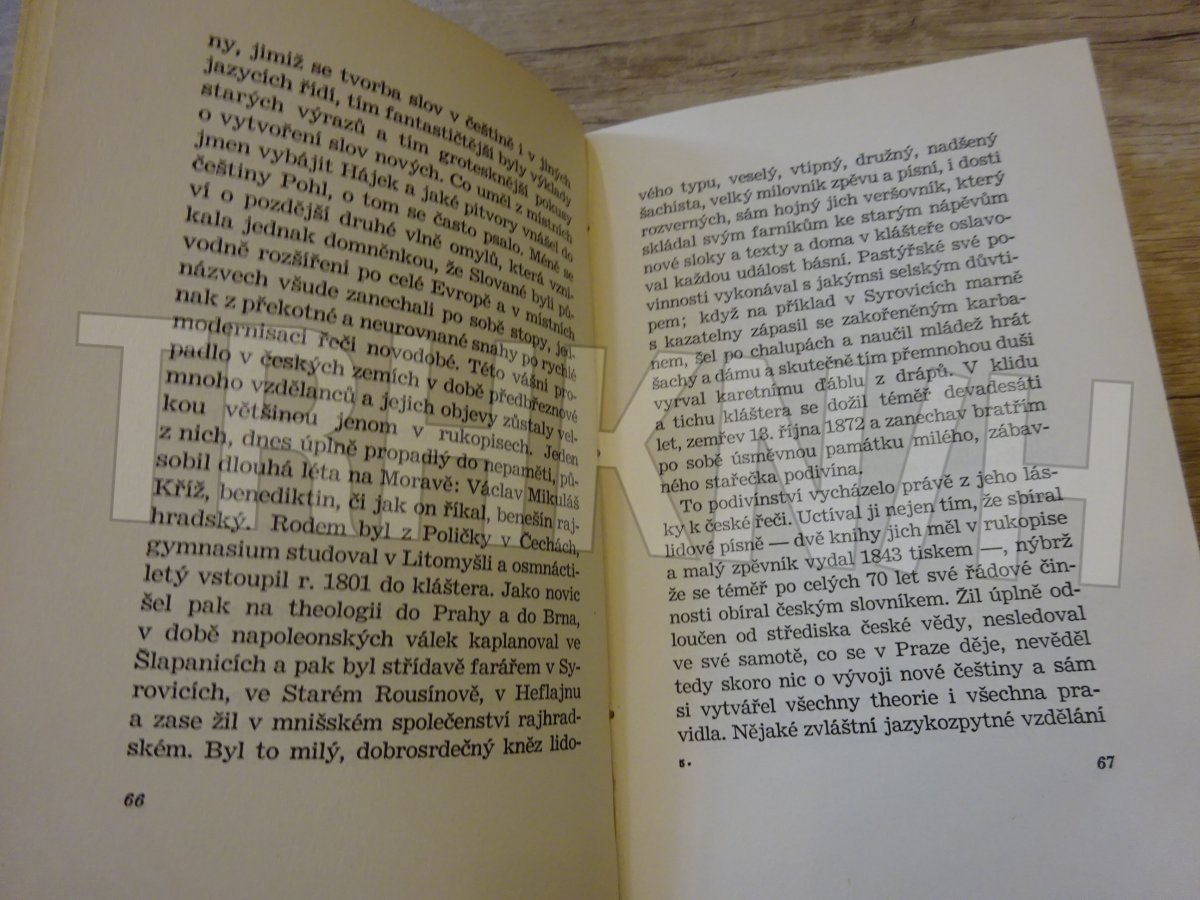 ny, jimiž se tvorba slov v češtině i v jiných
jazycích řídí, tím fantastičtější byly výklady
starých výrazů a tím grotesknější pokusy
o vytvoření slov nových. Co uměl z místních
jmen vybájit Hájek a jaké pitvory vnášel do
češtiny Pohl, o tom se často psalo. Méně se
ví o pozdější druhé vlně omylů, která vzni-
kala jednak domněnkou, že Slované byli pů-
vodně rozšířeni po celé Evropě a v místních
názvech všude zanechali po sobě stopy, jed-
nak z překotné a neurovnané snahy po rychlé
modernisaci řeči novodobé. Této vášni pro-
padlo v českých zemích v době předbřeznové
mnoho vzdělanců a jejich objevy zůstaly vel-
kou většinou jenom v rukopisech. Jeden
z nich, dnes úplně propadlý do nepaměti, pů-
sobil dlouhá léta na Moravě: Václav Mikuláš
Kříž, benediktin, či jak on říkal, benešín raj-
hradský. Rodem byl z Poličky v Čechách,
gymnasium studoval v Litomyšli a osmnácti-
letý vstoupil r. 1801 do kláštera. Jako novic
šel pak na theologii do Prahy a do Brna,
v době napoleonských válek kaplanoval ve
Šlapanicích a pak byl střídavě farářem v Sy-
rovicích, ve Starém Rousínově, v Heflajnu
a zase žil v mnišském společenství rajhrad-
ském. Byl to milý, dobrosrdečný kněz lido-
66
vého typu, veselý, vtipný, družný, nadšený
šachista, velký milovník zpěvu a písní, i dosti
rozverných, sám hojný jich veršovník, který
skládal svým farníkům ke starým nápěvům
nové sloky a texty a doma v klášteře oslavo-
val každou událost básní. Pastýřské své po-
vinnosti vykonával s jakýmsi selským důvti-
pem; když na příklad v Syrovicích marně
s kazatelny zápasil se zakořeněným karba-
nem, šel po chalupách a naučil mládež hrát
šachy a dámu a skutečně tím přemnohou duši
vyrval karetnímu ďáblu z drápů. V klidu
a tichu kláštera se dožil téměř devadesáti
let, zemřev 13. října 1872 a zanechav bratřím
po sobě úsměvnou památku milého, zábav-
ného stařečka podivína.
To podivínství vycházelo právě z jeho lás-
ky k české řeči. Uctíval ji nejen tím, že sbíral
lidové písně — dvě knihy jich měl v rukopise
a malý zpěvník vydal 1843 tiskem —, nýbrž
že se téměř po celých 70 let své řádové čin-
nosti obíral českým slovníkem. Žil úplně od-
loučen od střediska české vědy, nesledoval
ve své samotě, co se v Praze děje, nevěděl
tedy skoro nic o vývoji nové češtiny a sám
si vytvářel všechny theorie i všechna pra-
vidla. Nějaké zvláštní jazykozpytné vzdělání
5*
67
TRHKNIH